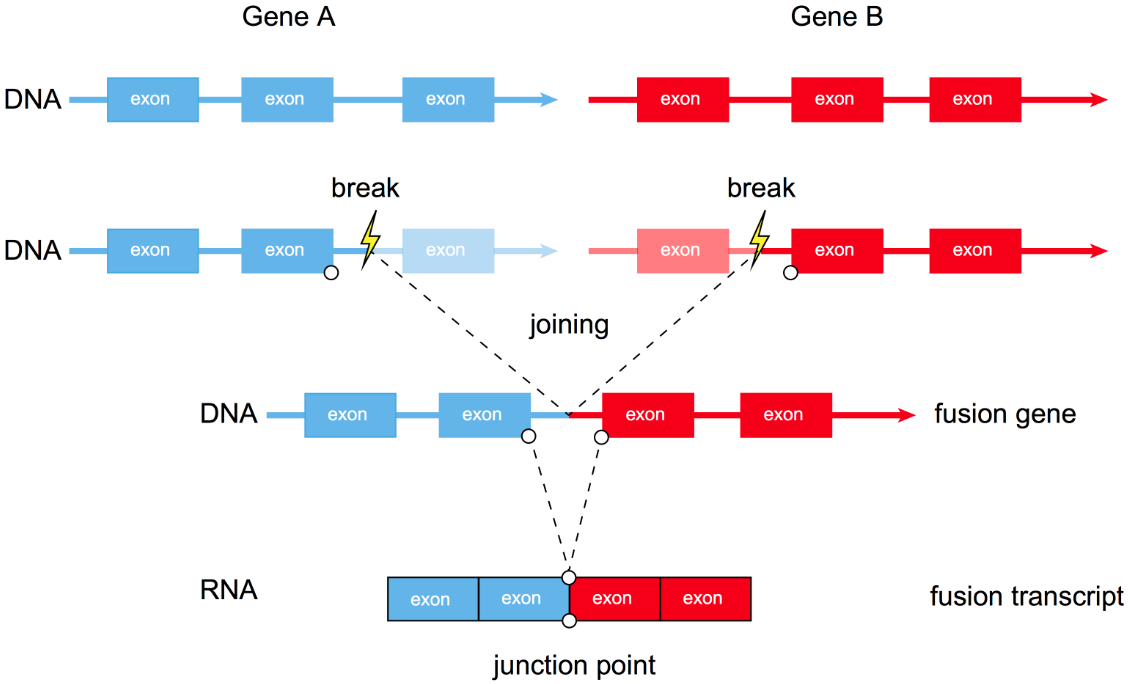 Gene A Gene B
DNA exon exon exon exon exon exon
break break
DNA exon exon exon exon exon exon
joining
DNA exon exon exon exon fusion gene
RNA exon exon exon exon fusion transcript
junction point